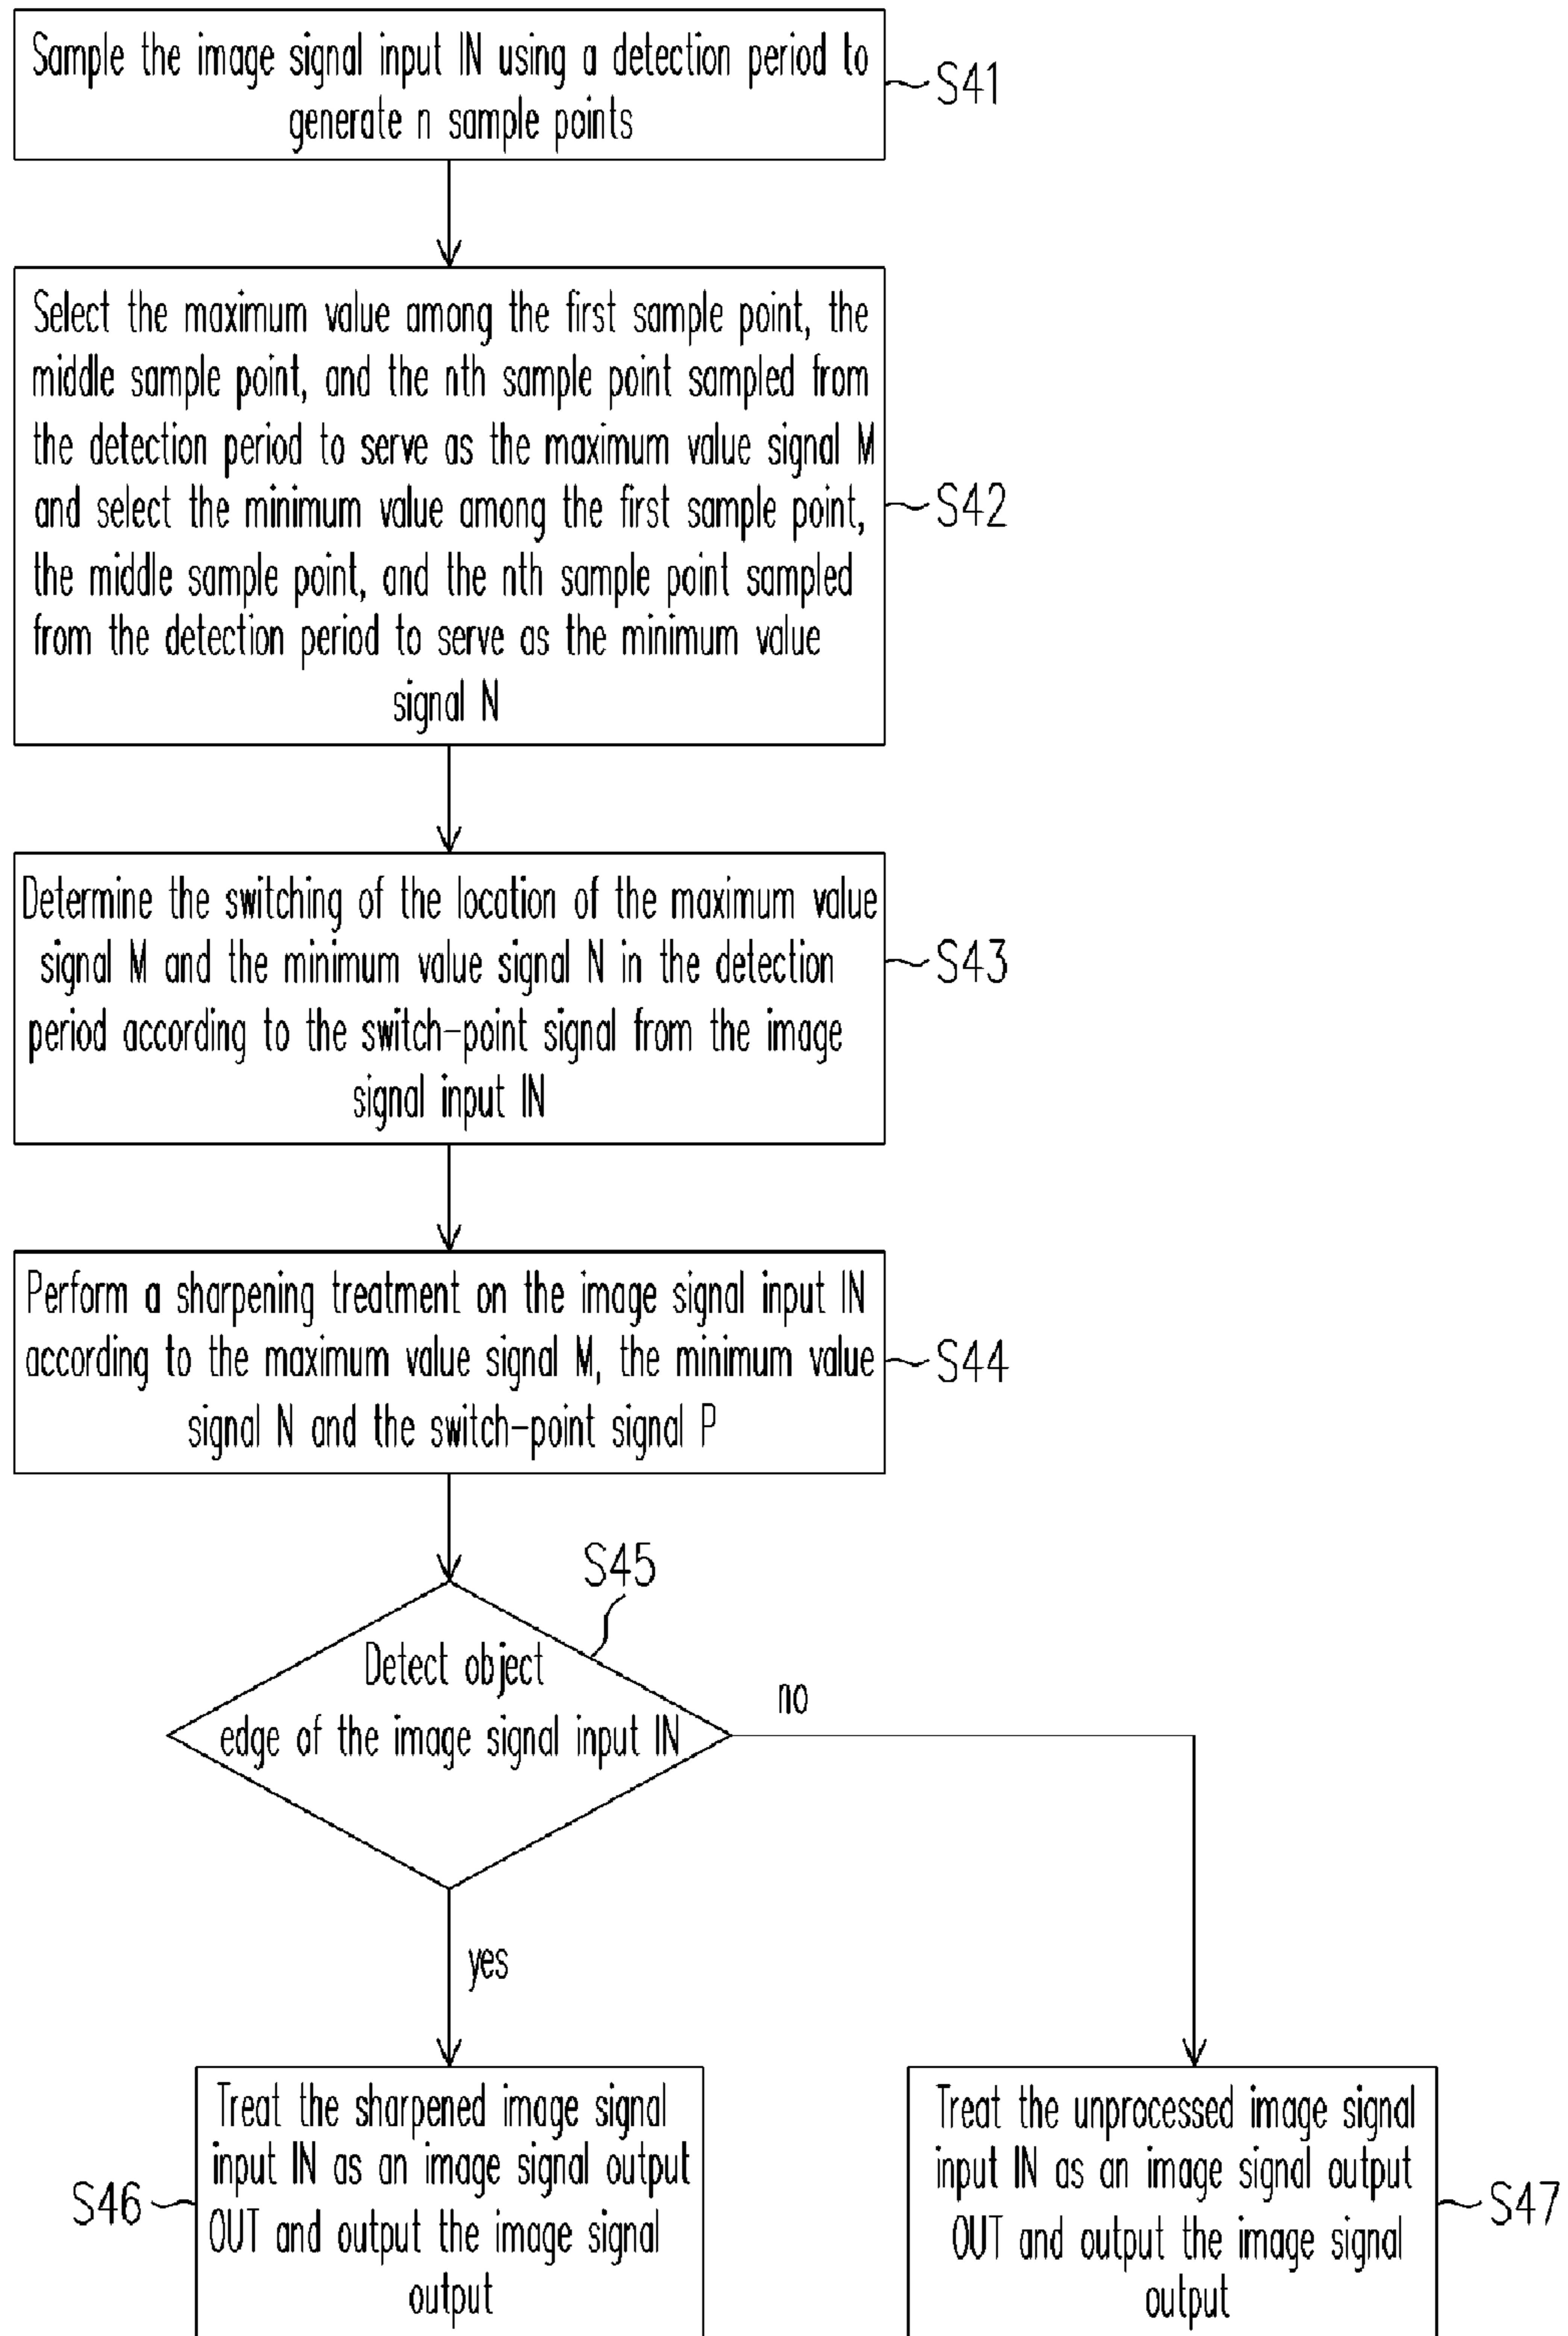 Sample the image signal input IN using a detection period to
generate n sample points
S41
Select the maximum value among the first sample point, the
middle sample point, and the nth sample point sampled from
the detection period to serve as the maximum value signal M
and select the minimum value among the first sample point,
the middle sample point, and the nth sample point sampled
from the detection period to serve as the minimum value
signal N
S42
Determine the switching of the location of the maximum value
signal M and the minimum value signal N in the detection
period according to the switch-point signal from the image
signal input IN
S43
Perform a sharpening treatment on the image signal input IN
according to the maximum value signal M, the minimum value
signal N and the switch-point signal P
S44
S45
Detect object
edge of the image signal input IN
no
yes
Treat the sharpened image signal
input IN as an image signal output
OUT and output the image signal
output
S46
Treat the unprocessed image signal
input IN as an image signal output
OUT and output the image signal
output
S47